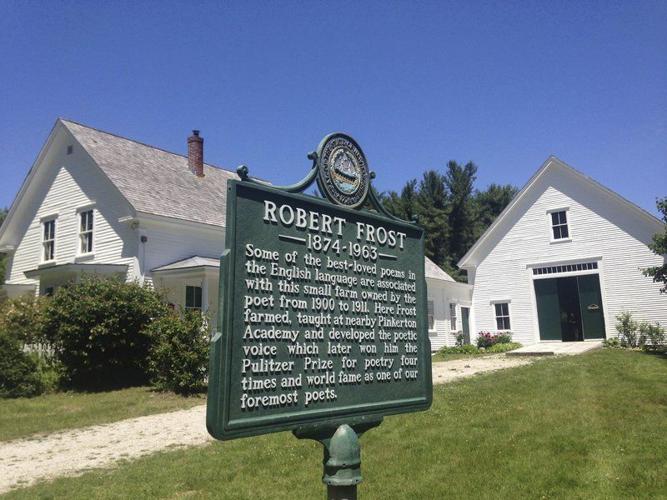 ROBERT FROST
1874-1963
Some of the best-loved poems in
the English language are associated
with this small farm owned by the
poet from 1900 to 1911. Here Frost
farmed, taught at nearby Pinkerton
Academy and developed the poetic
voice which later won him the
Pulitzer Prize for poetry four
times and world fame as one of our
foremost poets.